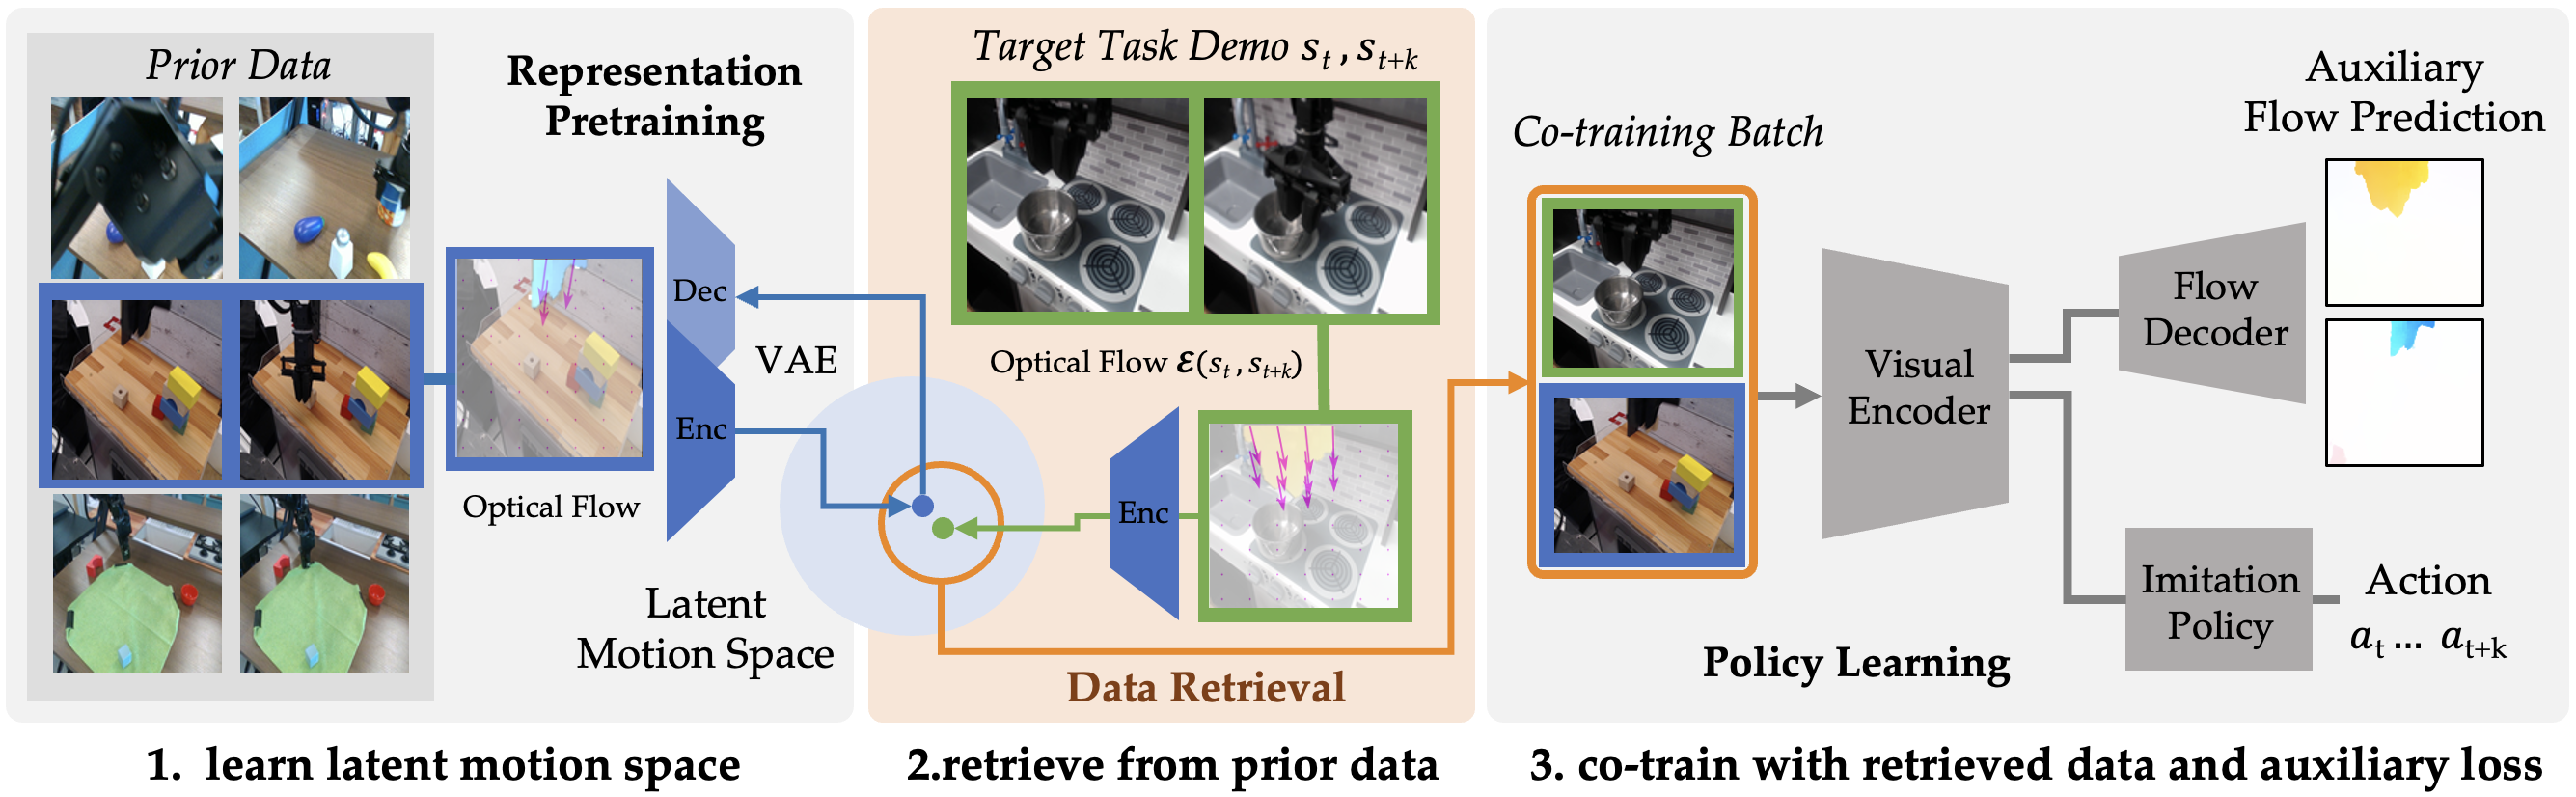 Prior Data
Representation
Pretraining
Dec
VAE
Enc
Optical Flow
Latent
Motion Space
1. learn latent motion space
Target Task Demo s_t , s_{t+k}
Optical Flow ε(s_t , s_{t+k})
Enc
Data Retrieval
2.retrieve from prior data
Co-training Batch
Visual
Encoder
Auxiliary
Flow Prediction
Flow
Decoder
Imitation
Policy
Action
a_t ... a_{t+k}
Policy Learning
3. co-train with retrieved data and auxiliary loss